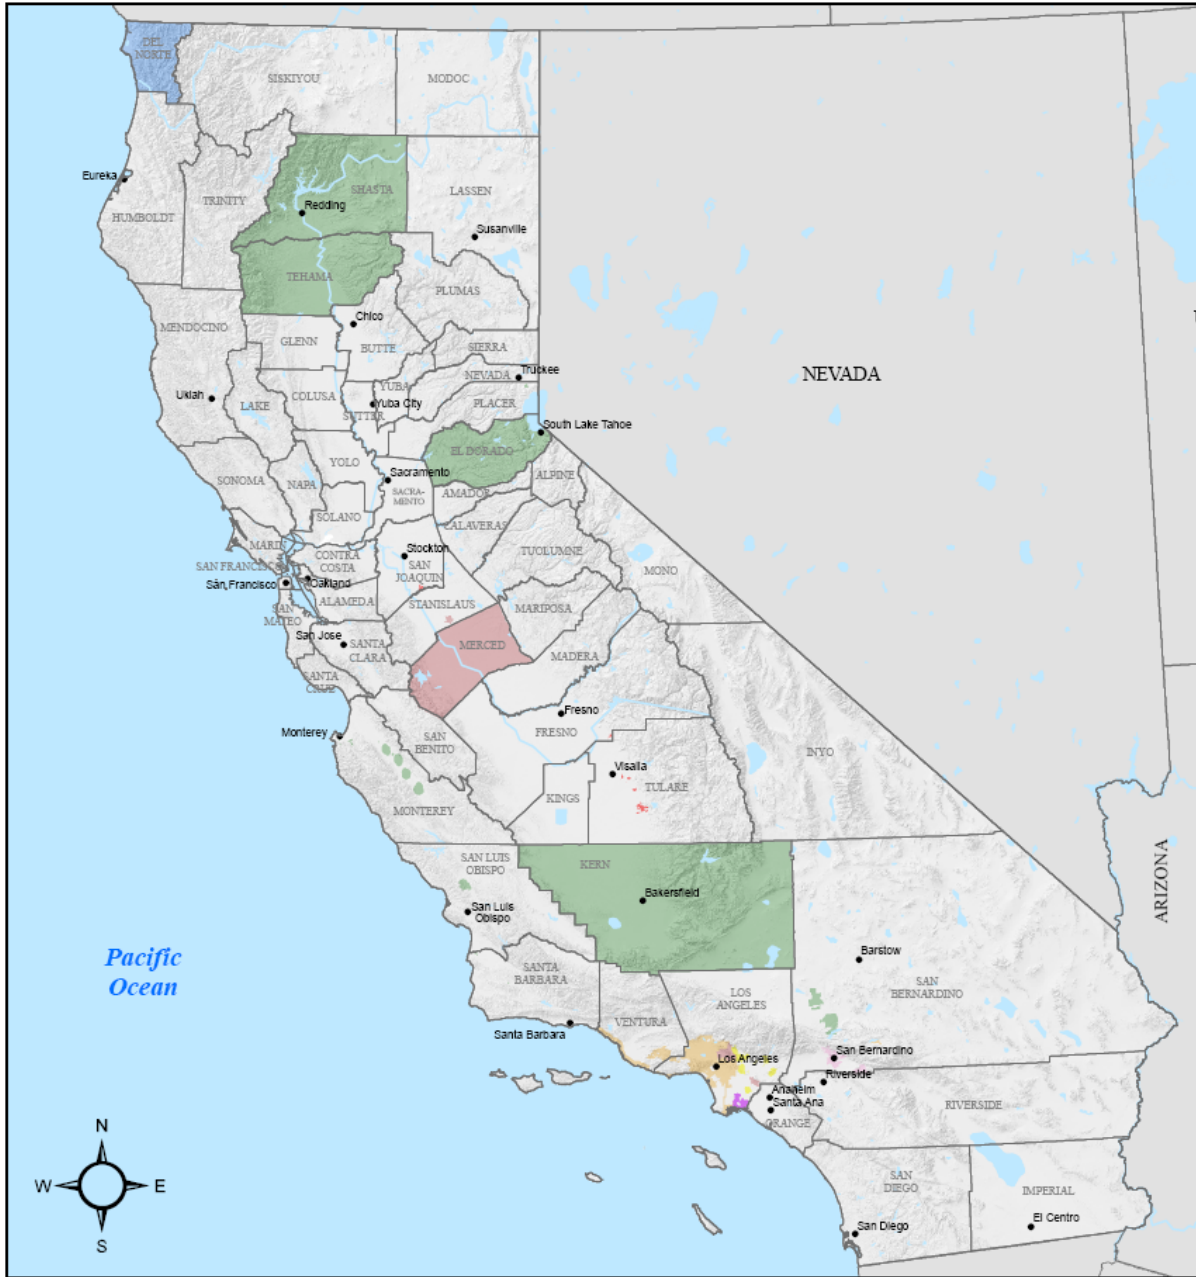 DEL
NORTE
SISKIYOU
MODOC
Eureka
HUMBOLDT
TRINITY
SHASTA
Redding
LASSEN
Susanville
TEHAMA
PLUMAS
MENDOCINO
GLENN
Chico
BUTTE
SIERRA
NEVADA
Truckee
NEVADA
Ukiah
LAKE
COLUSA
YUBA
Yuba City
SUTTER
PLACER
South Lake Tahoe
EL DORADO
SONOMA
NAPA
YOLO
Sacramento
SACRA-
MENTO
AMADOR
ALPINE
SOLANO
CALAVERAS
MARIN
SAN FRANCISCO
CONTRA
COSTA
Stockton
SAN
JOAQUIN
TUOLUMNE
MONO
San Francisco
Oakland
ALAMEDA
SAN
MATEO
STANISLAUS
MARIPOSA
San Jose
SANTA
CLARA
MERCED
MADERA
SANTA
CRUZ
Monterey
SAN
BENITO
Fresno
FRESNO
INYO
Visalia
TULARE
KINGS
MONTEREY
SAN LUIS
OBISPO
KERN
Bakersfield
San Luis
Obispo
ARIZONA
Pacific
Ocean
Barstow
SANTA
BARBARA
LOS
ANGELES
SAN
BERNARDINO
Santa Barbara
VENTURA
Los Angeles
San Bernardino
Riverside
Anaheim
Santa Ana
ORANGE
RIVERSIDE
N
W
E
S
SAN
DIEGO
IMPERIAL
San Diego
El Centro